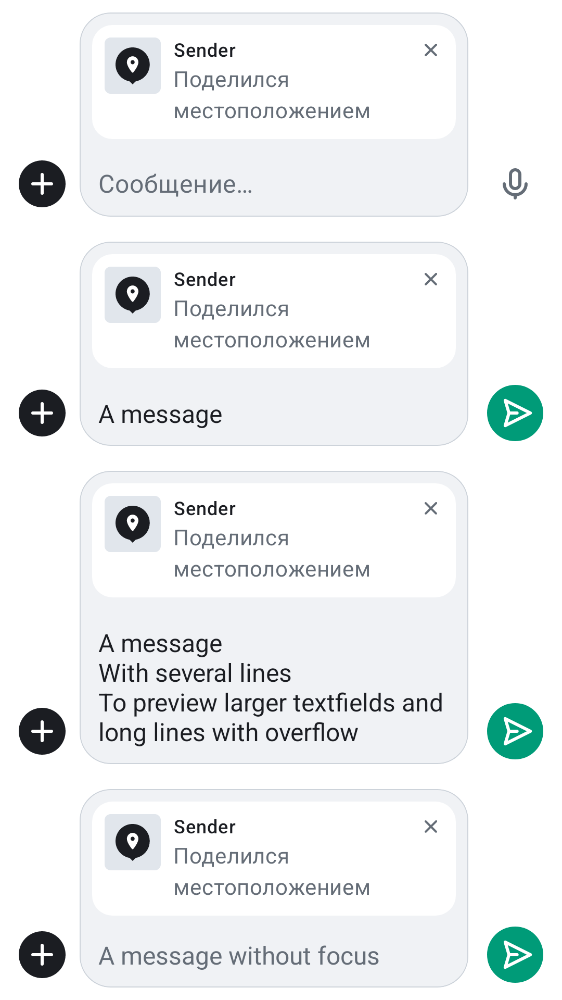 Sender
Поделился
местоположением
Сообщение…
Sender
Поделился
местоположением
A message
Sender
Поделился
местоположением
A message
With several lines
To preview larger textfields and
long lines with overflow
Sender
Поделился
местоположением
A message without focus